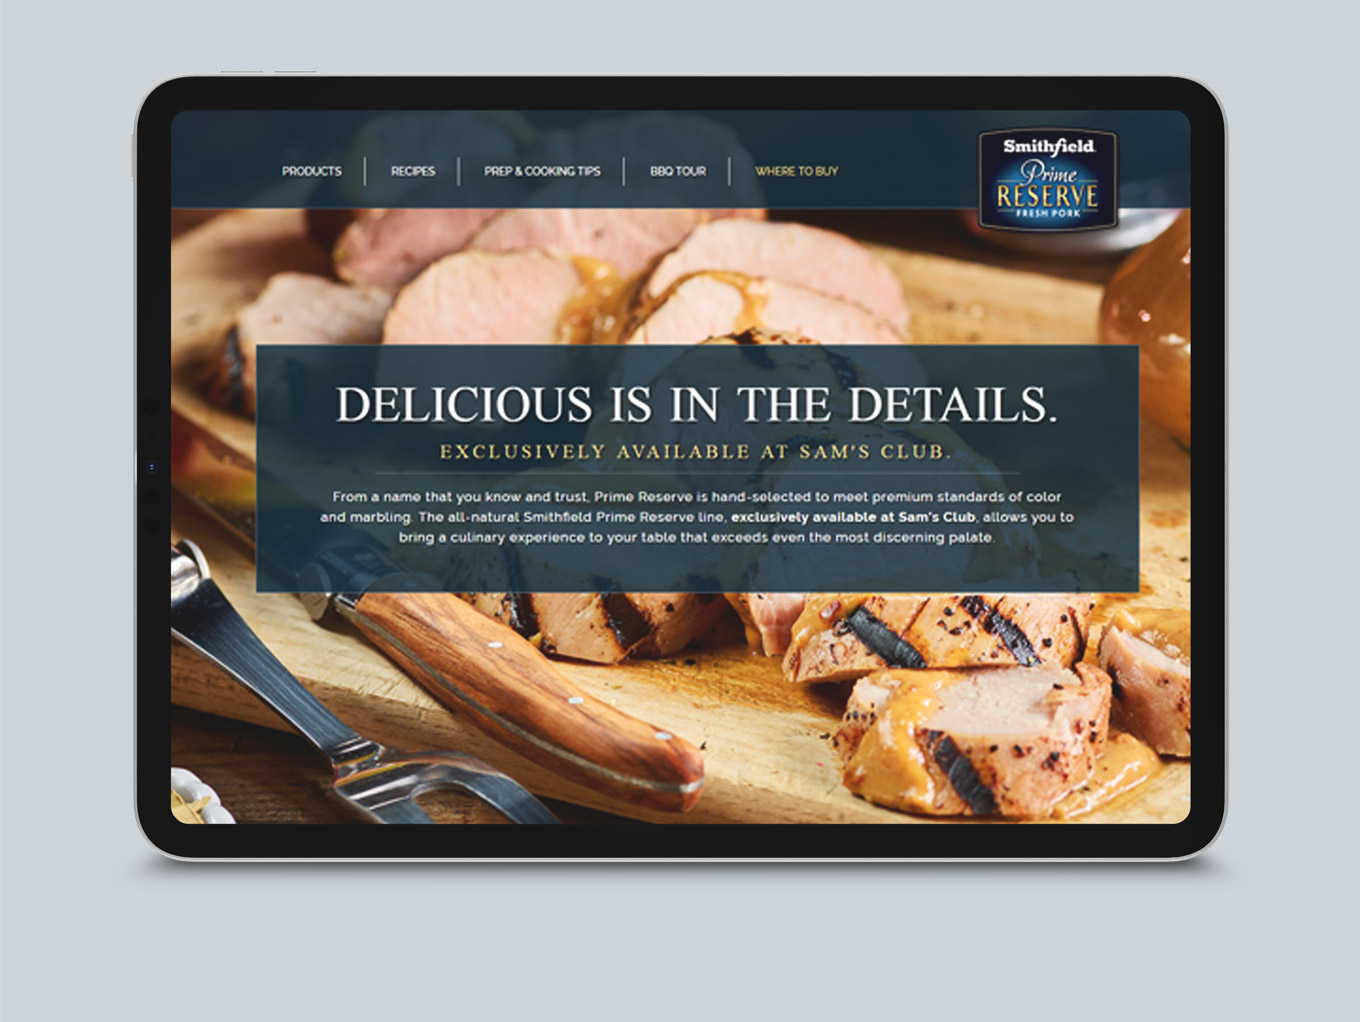 PRODUCTS
RECIPES
PREP & COOKING TIPS
BBQ TOUR
WHERE TO BUY
Smithfield
Prime
RESERVE
FRESH PORK
DELICIOUS IS IN THE DETAILS.
EXCLUSIVELY AVAILABLE AT SAM'S CLUB.
From a name that you know and trust, Prime Reserve is hand-selected to meet premium standards of color
and marbling. The all-natural Smithfield Prime Reserve line, exclusively available at Sam's Club, allows you to
bring a culinary experience to your table that exceeds even the most discerning palate.